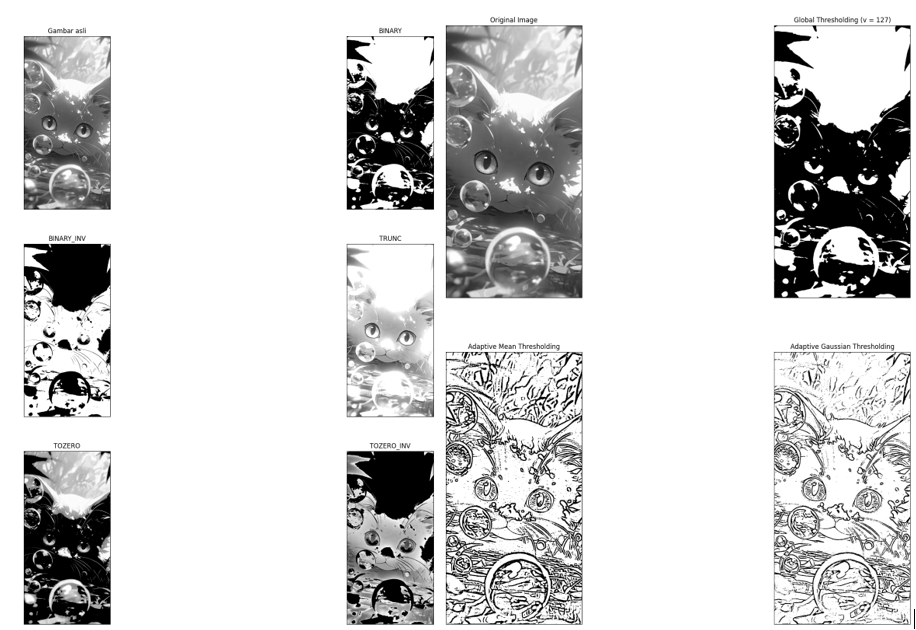 Gambar asli
BINARY
BINARY_INV
TRUNC
TOZERO
TOZERO_INV
Original Image
Global Thresholding (v = 127)
Adaptive Mean Thresholding
Adaptive Gaussian Thresholding